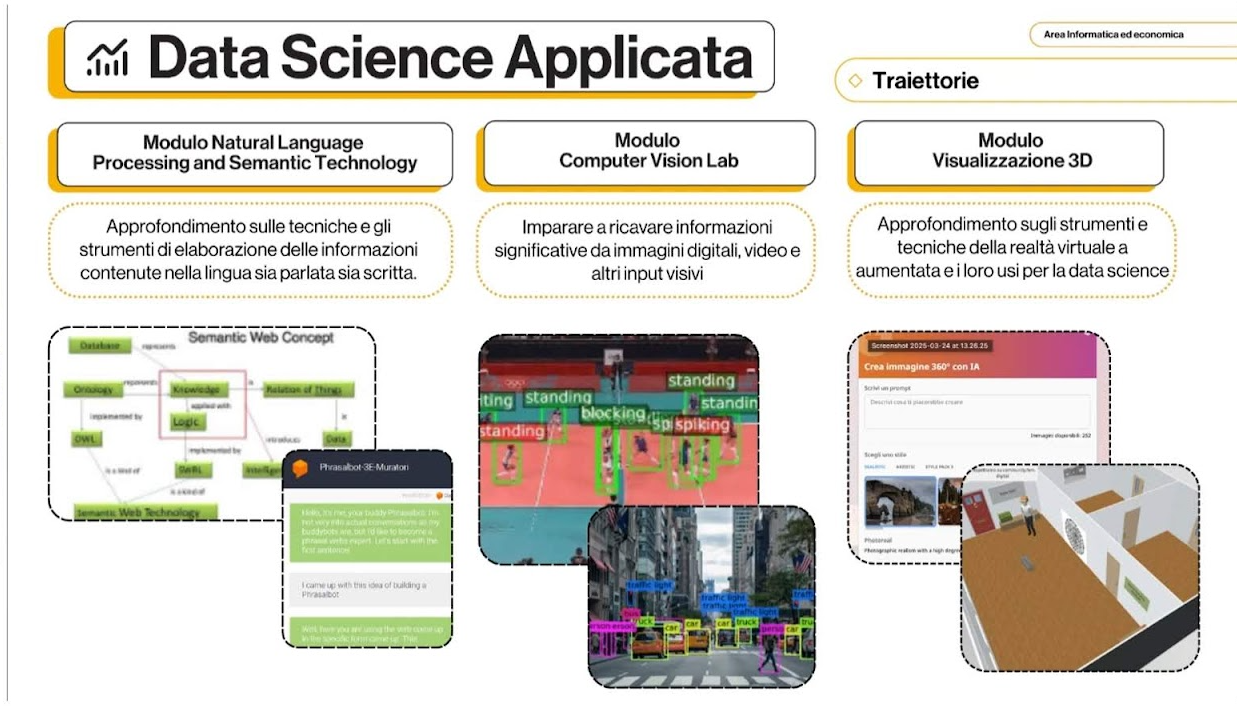 Data Science Applicata
Area Informatica ed economica
Traiettorie
Modulo Natural Language
Processing and Semantic Technology
Approfondimento sulle tecniche e gli
strumenti di elaborazione delle informazioni
contenute nella lingua sia parlata sia scritta.
Semantic Web Concept
Database
represents
Ontology
represents
Knowledge
is
Relation of Things
applied with
Logic
implemented by
is
OWL
implemented by
introduces
Data
is a kind of
SWRL
is a kind of
Semantic Web Technology
Phrasalbot-3E-Muratori
Hello, it's me, your buddy Phrasalbot. I'm
not very into actual conversations as my
buddybots are, but I'd like to become a
phrasal verbs expert. Let's start with the
first sentence!
I came up with this idea of building a
Phrasalbot
Well, here you are using the verb come up
in the specific form came up. This
Modulo
Computer Vision Lab
Imparare a ricavare informazioni
significative da immagini digitali, video e
altri input visivi
standing
standing
standin
blocking
spiking
standing
traffic light
traffic light
traffic light
bus
truck
car
car
truck
car
Modulo
Visualizzazione 3D
Approfondimento sugli strumenti e
tecniche della realtà virtuale a
aumentata e i loro usi per la data science
Screenshot 2025-03-24 at 13.26.25
Crea immagine 360° con IA
Scrivi un prompt
Descrivi cosa ti piacerebbe creare
Immagini disponibili: 252
Scegli uno stile
Photoreal
Photographic realism with a high degree